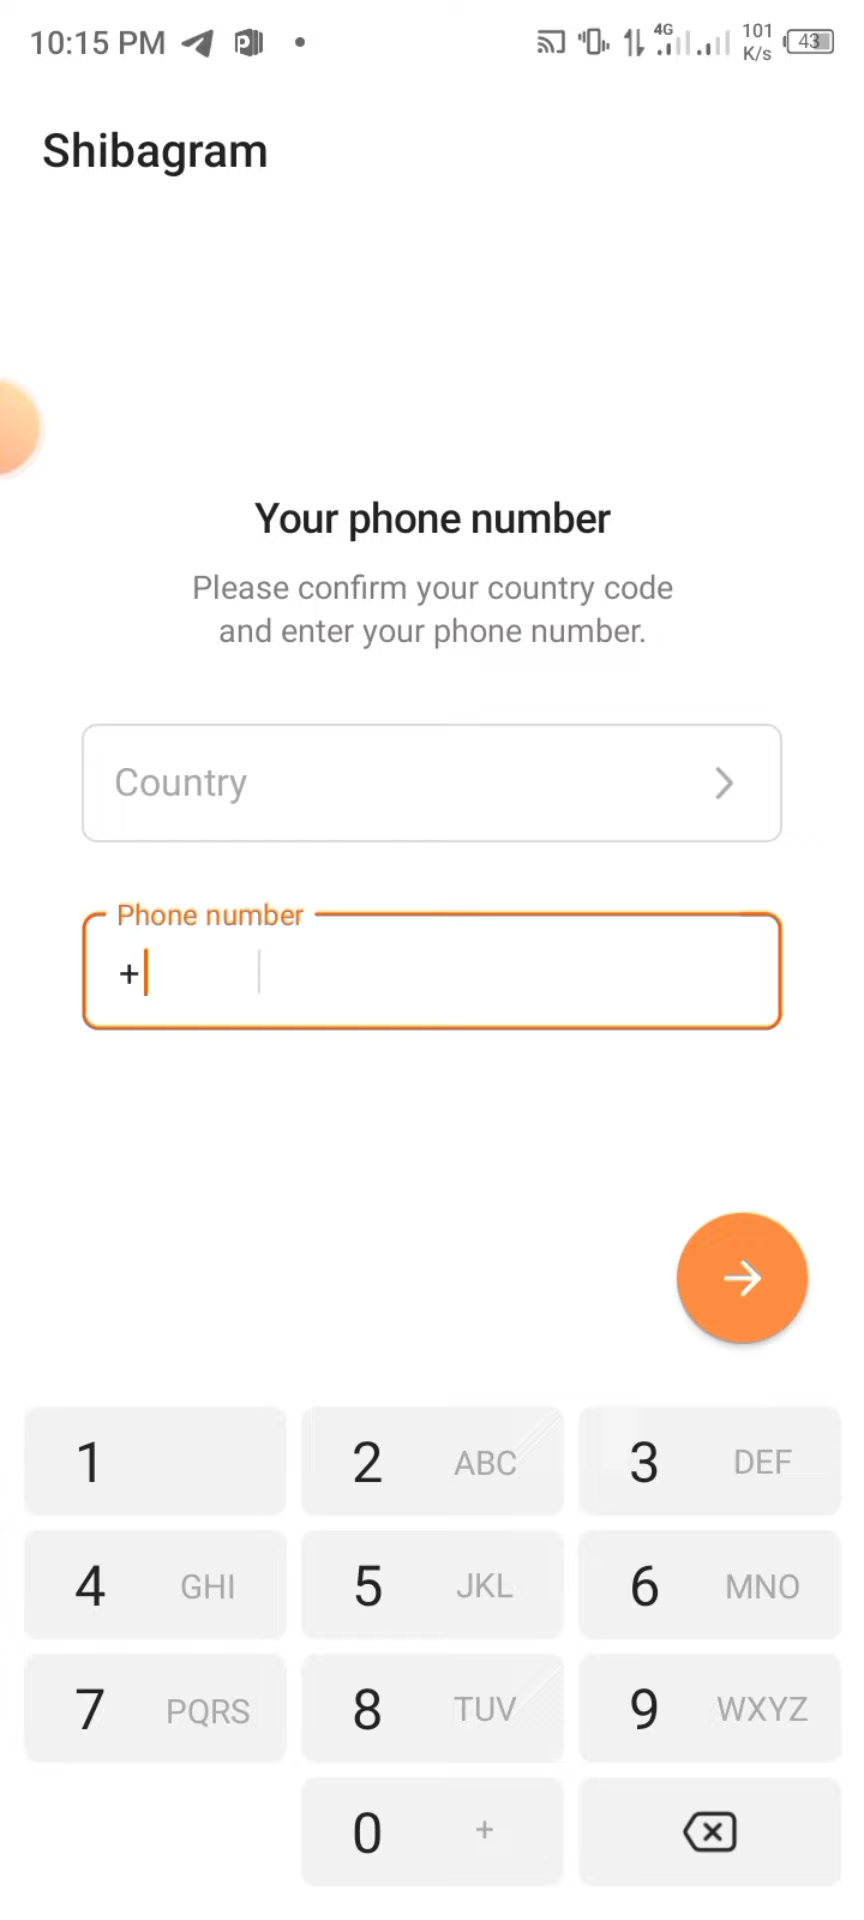 10:15 PM
4G
101
K/s
43
Shibagram
Your phone number
Please confirm your country code
and enter your phone number.
Country
Phone number
+
1
2 ABC
3 DEF
4 GHI
5 JKL
6 MNO
7 PQRS
8 TUV
9 WXYZ
0 +